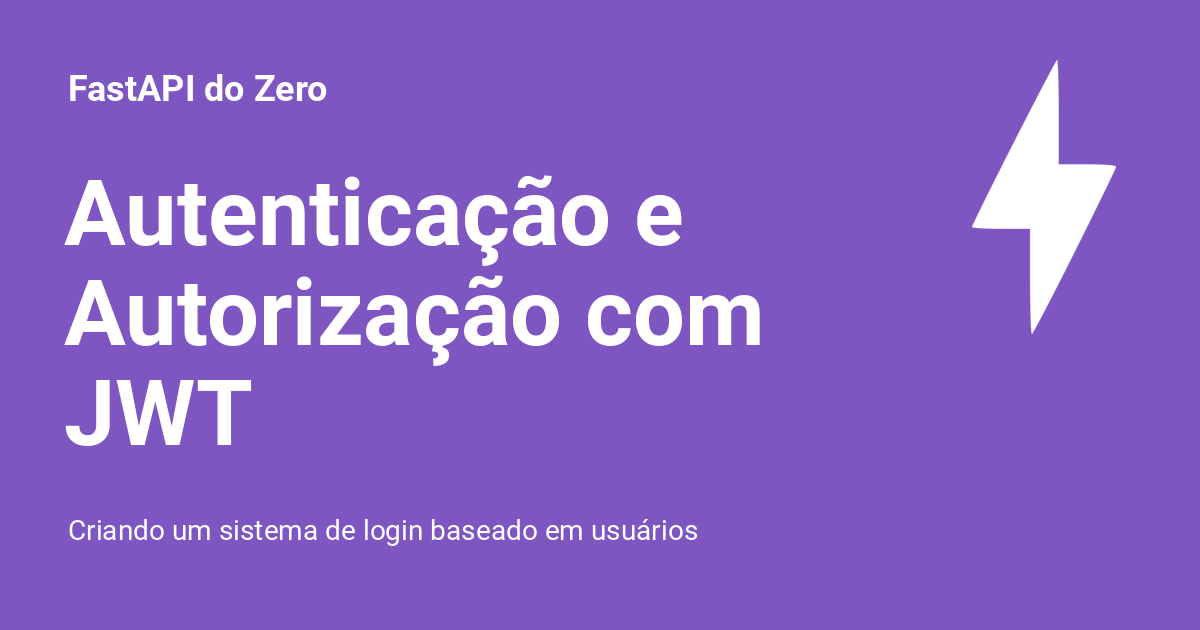 FastAPI do Zero
Autenticação e
Autorização com
JWT
Criando um sistema de login baseado em usuários